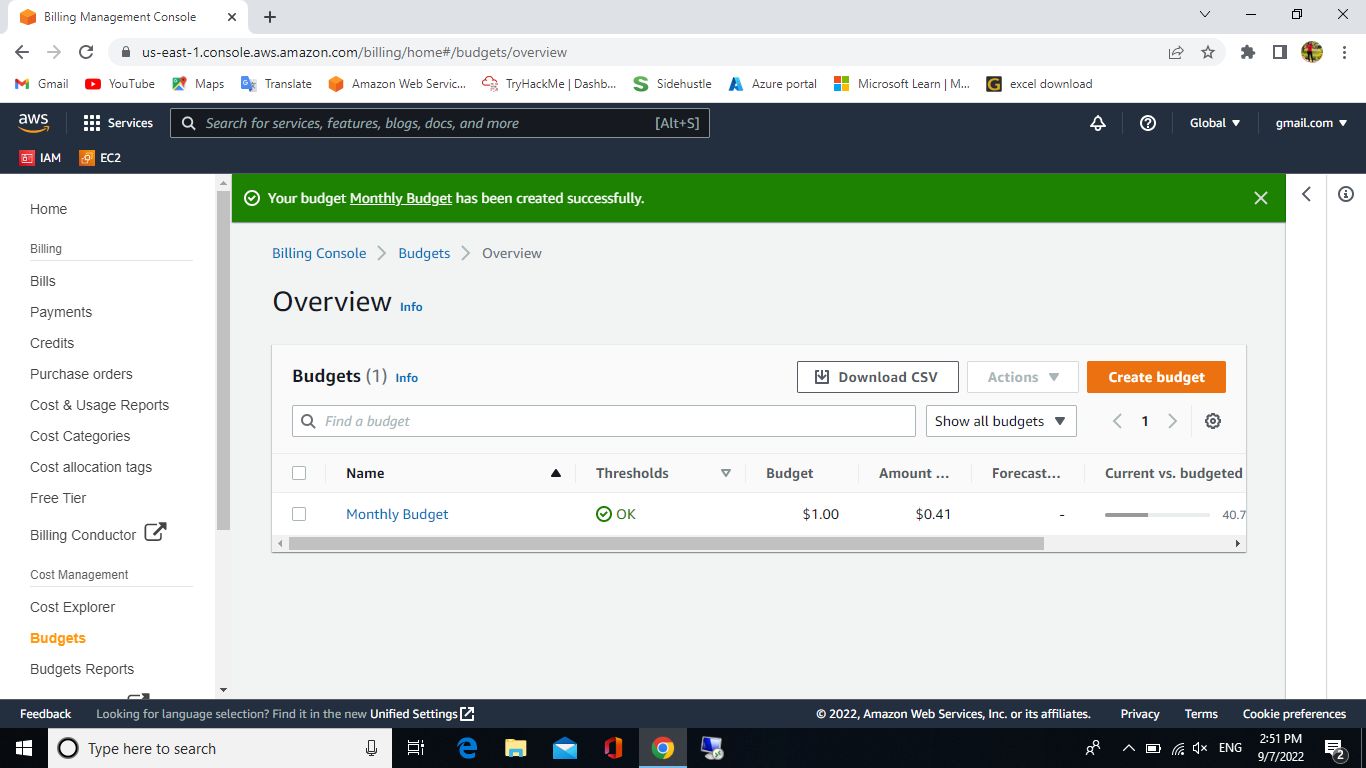 Billing Management Console
us-east-1.console.aws.amazon.com/billing/home#/budgets/overview
Gmail YouTube Maps Translate Amazon Web Servic... TryHackMe | Dashb... Sidehustle Azure portal Microsoft Learn | M... excel download
aws Services Search for services, features, blogs, docs, and more [Alt+S] Global gmail.com
IAM EC2
Your budget Monthly Budget has been created successfully.
Home
Billing
Bills
Payments
Credits
Purchase orders
Cost & Usage Reports
Cost Categories
Cost allocation tags
Free Tier
Billing Conductor
Cost Management
Cost Explorer
Budgets
Budgets Reports
Billing Console Budgets Overview
Overview Info
Budgets (1) Info Download CSV Actions Create budget
Find a budget Show all budgets 1
Name Thresholds Budget Amount ... Forecast... Current vs. budgeted
Monthly Budget OK $1.00 $0.41 - 40.7
Feedback Looking for language selection? Find it in the new Unified Settings © 2022, Amazon Web Services, Inc. or its affiliates. Privacy Terms Cookie preferences
Type here to search ENG 2:51 PM
9/7/2022 2